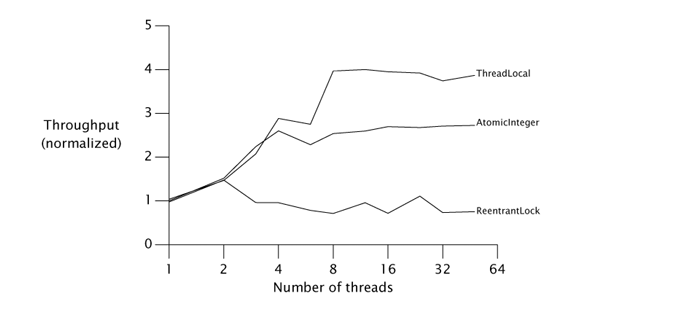 5
4
ThreadLocal
3
Throughput
(normalized)
AtomicInteger
2
1
ReentrantLock
0
1 2 4 8 16 32 64
Number of threads